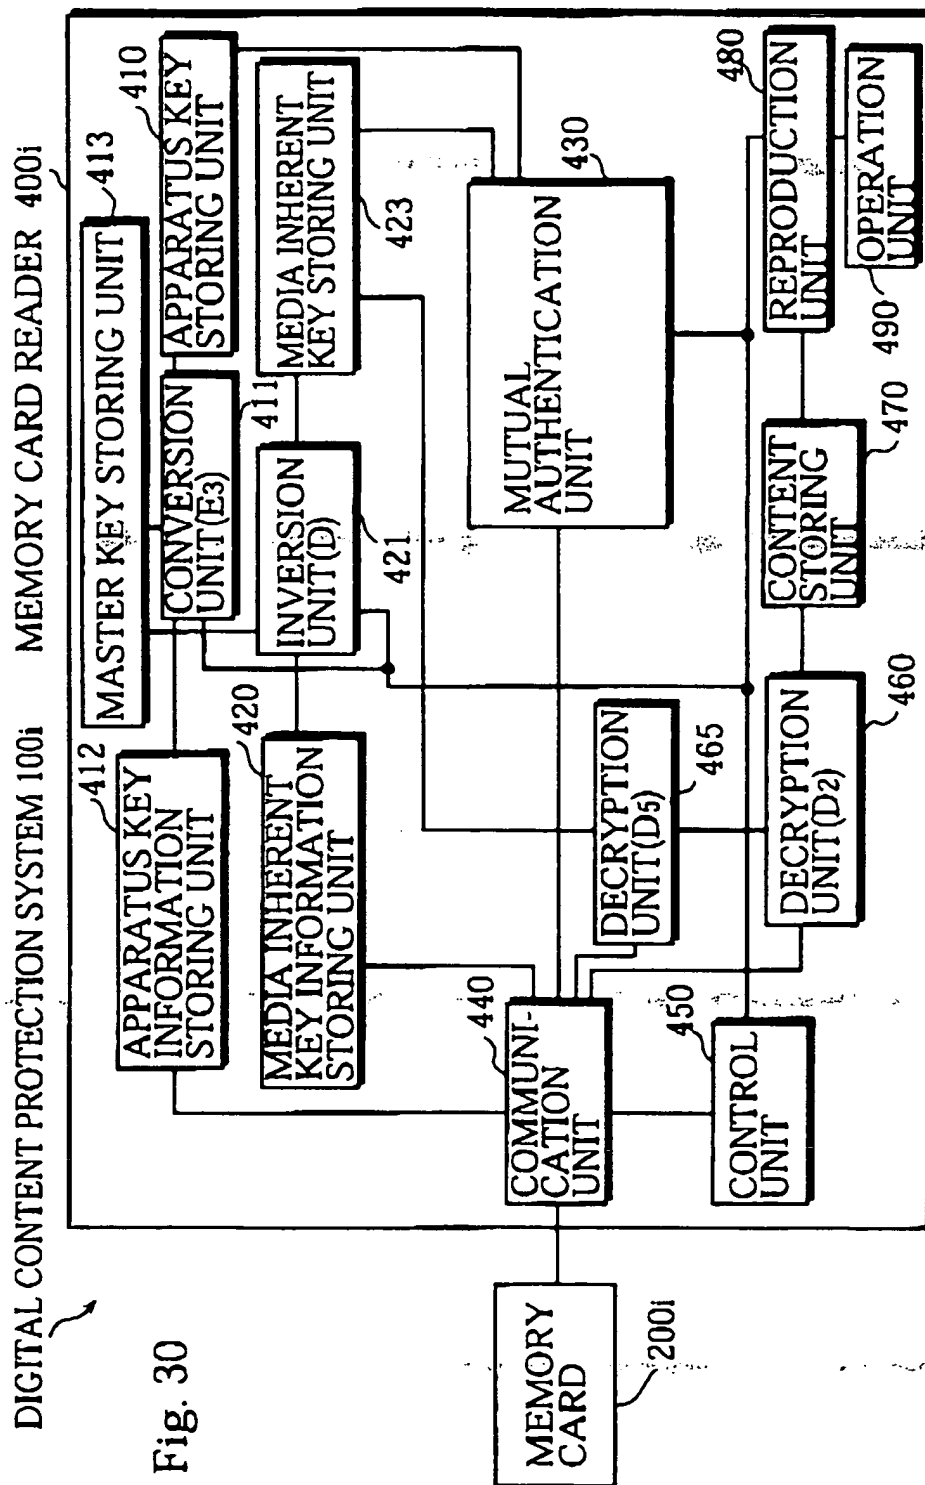 DIGITAL CONTENT PROTECTION SYSTEM 100i
MEMORY CARD READER 400i
Fig. 30
MASTER KEY STORING UNIT
413
APPARATUS KEY
INFORMATION
STORING UNIT
412
CONVERSION
UNIT(E3)
411
APPARATUS KEY
STORING UNIT
410
MEDIA INHERENT
KEY INFORMATION
STORING UNIT
420
INVERSION
UNIT(D)
421
MEDIA INHERENT
KEY STORING UNIT
423
MEMORY
CARD
200i
COMMUNI-
CATION
UNIT
440
DECRYPTION
UNIT(D5)
465
MUTUAL
AUTHENTICATION
UNIT
430
CONTROL
UNIT
450
DECRYPTION
UNIT(D2)
460
CONTENT
STORING
UNIT
470
REPRODUCTION
UNIT
480
OPERATION
UNIT
490